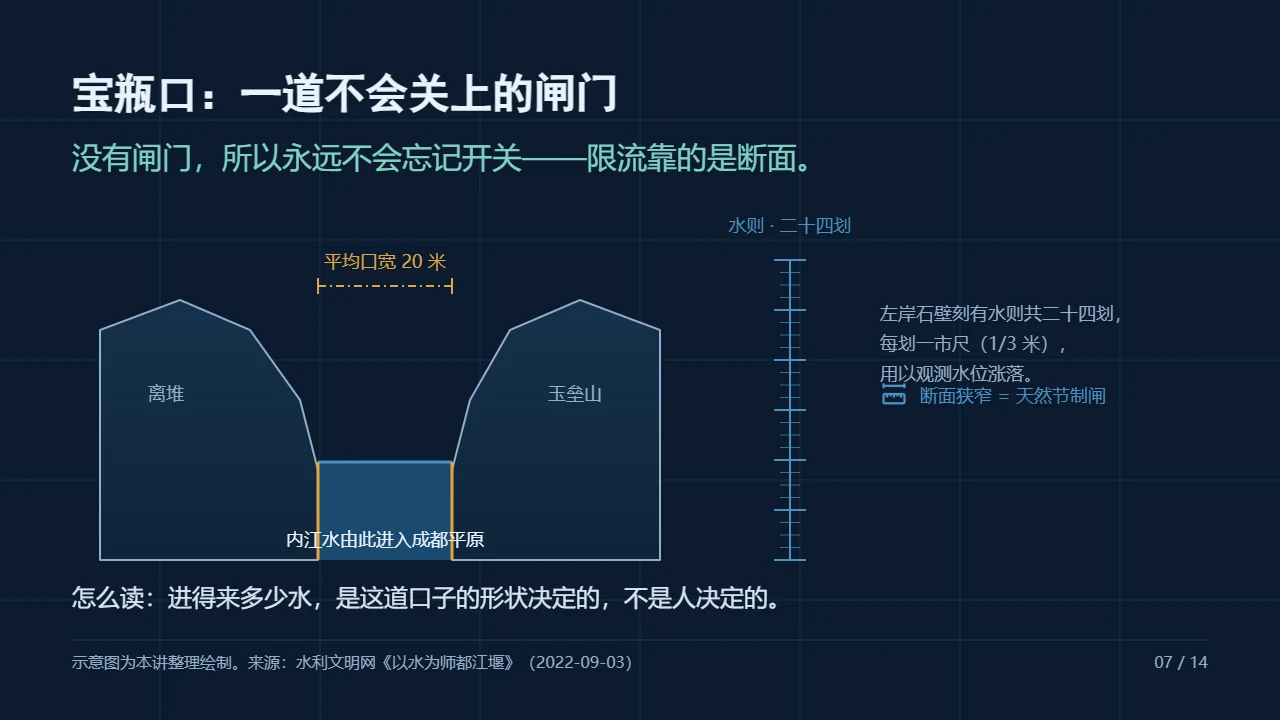 宝瓶口：一道不会关上的闸门
没有闸门，所以永远不会忘记开关——限流靠的是断面。
水则 · 二十四划
平均口宽 20 米
左岸石壁刻有水则共二十四划，
每划一市尺（1/3 米），
用以观测水位涨落。
断面狭窄 = 天然节制闸
离堆
玉垒山
内江水由此进入成都平原
怎么读：进得来多少水，是这道口子的形状决定的，不是人决定的。
示意图为本讲整理绘制。来源：水利文明网《以水为师都江堰》（2022-09-03）
07 / 14